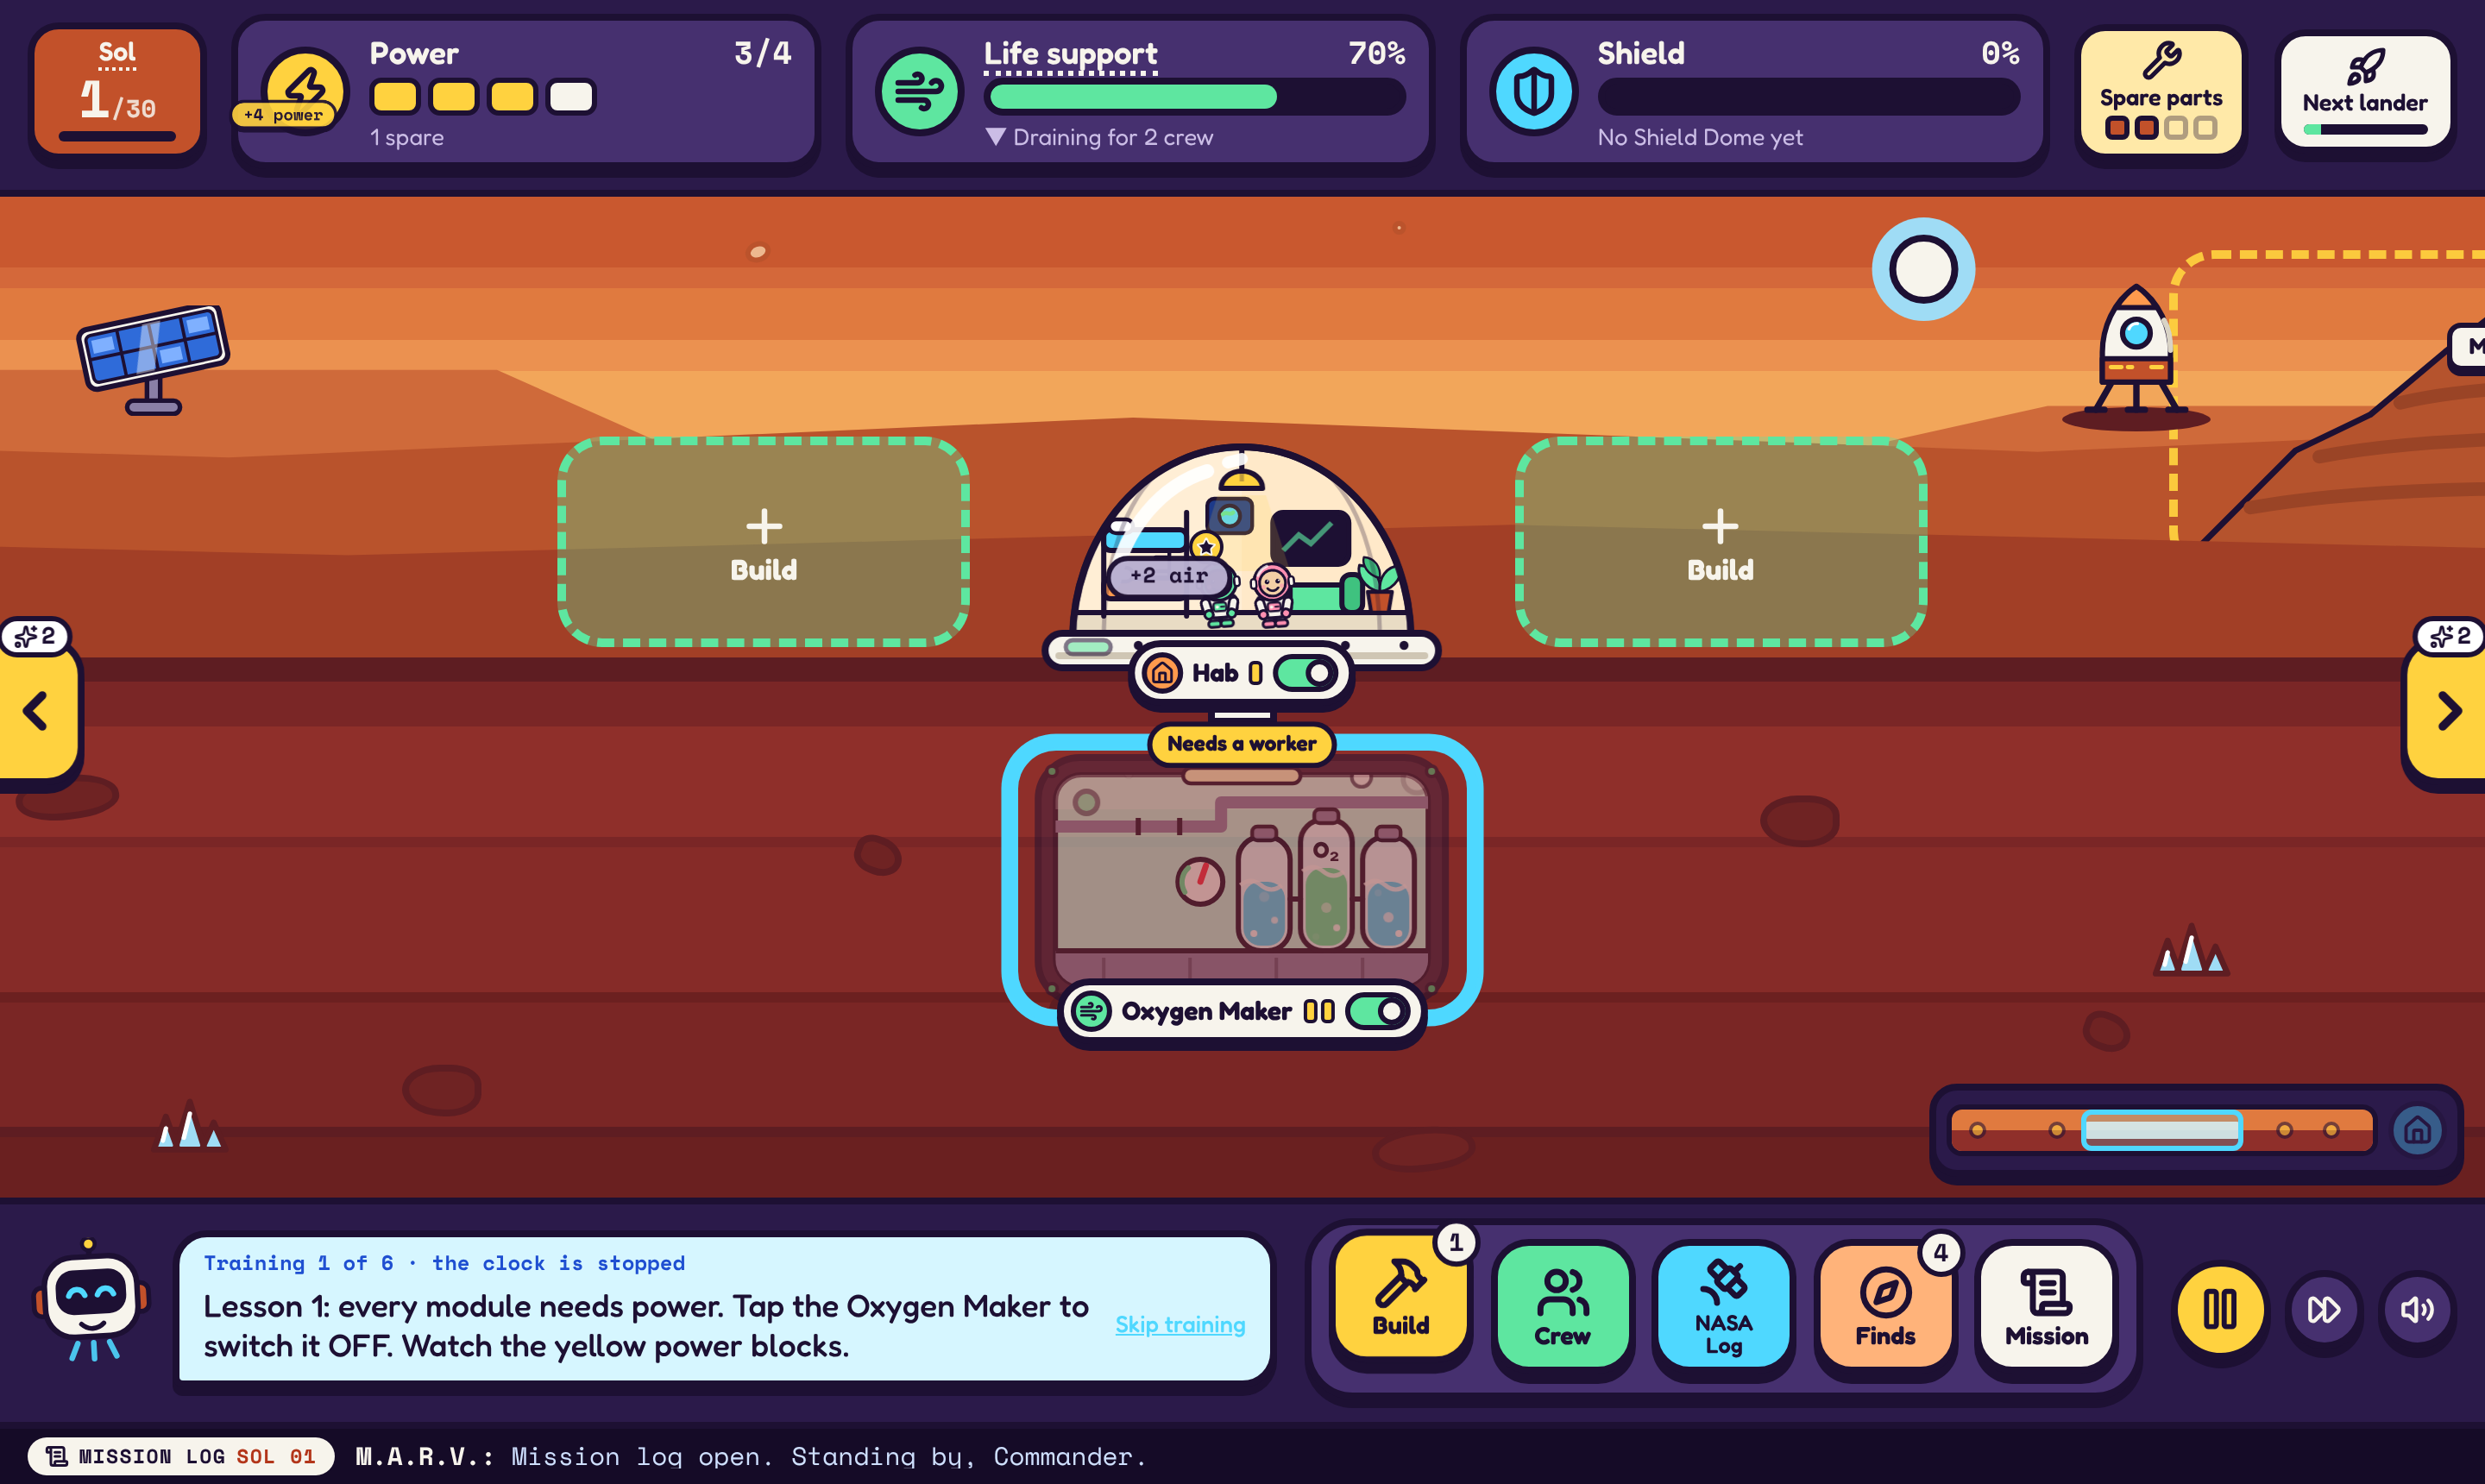 Sol
1/30
+4 power
Power
3/4
1 spare
Life support
70%
Draining for 2 crew
Shield
0%
No Shield Dome yet
Spare parts
Next lander
M
Build
+2 air
Build
2
2
Hab
Needs a worker
O₂
Oxygen Maker
Training 1 of 6 · the clock is stopped
Lesson 1: every module needs power. Tap the Oxygen Maker to
switch it OFF. Watch the yellow power blocks.
Skip training
1
Build
Crew
NASA
Log
4
Finds
Mission
MISSION LOG SOL 01
M.A.R.V.: Mission log open. Standing by, Commander.